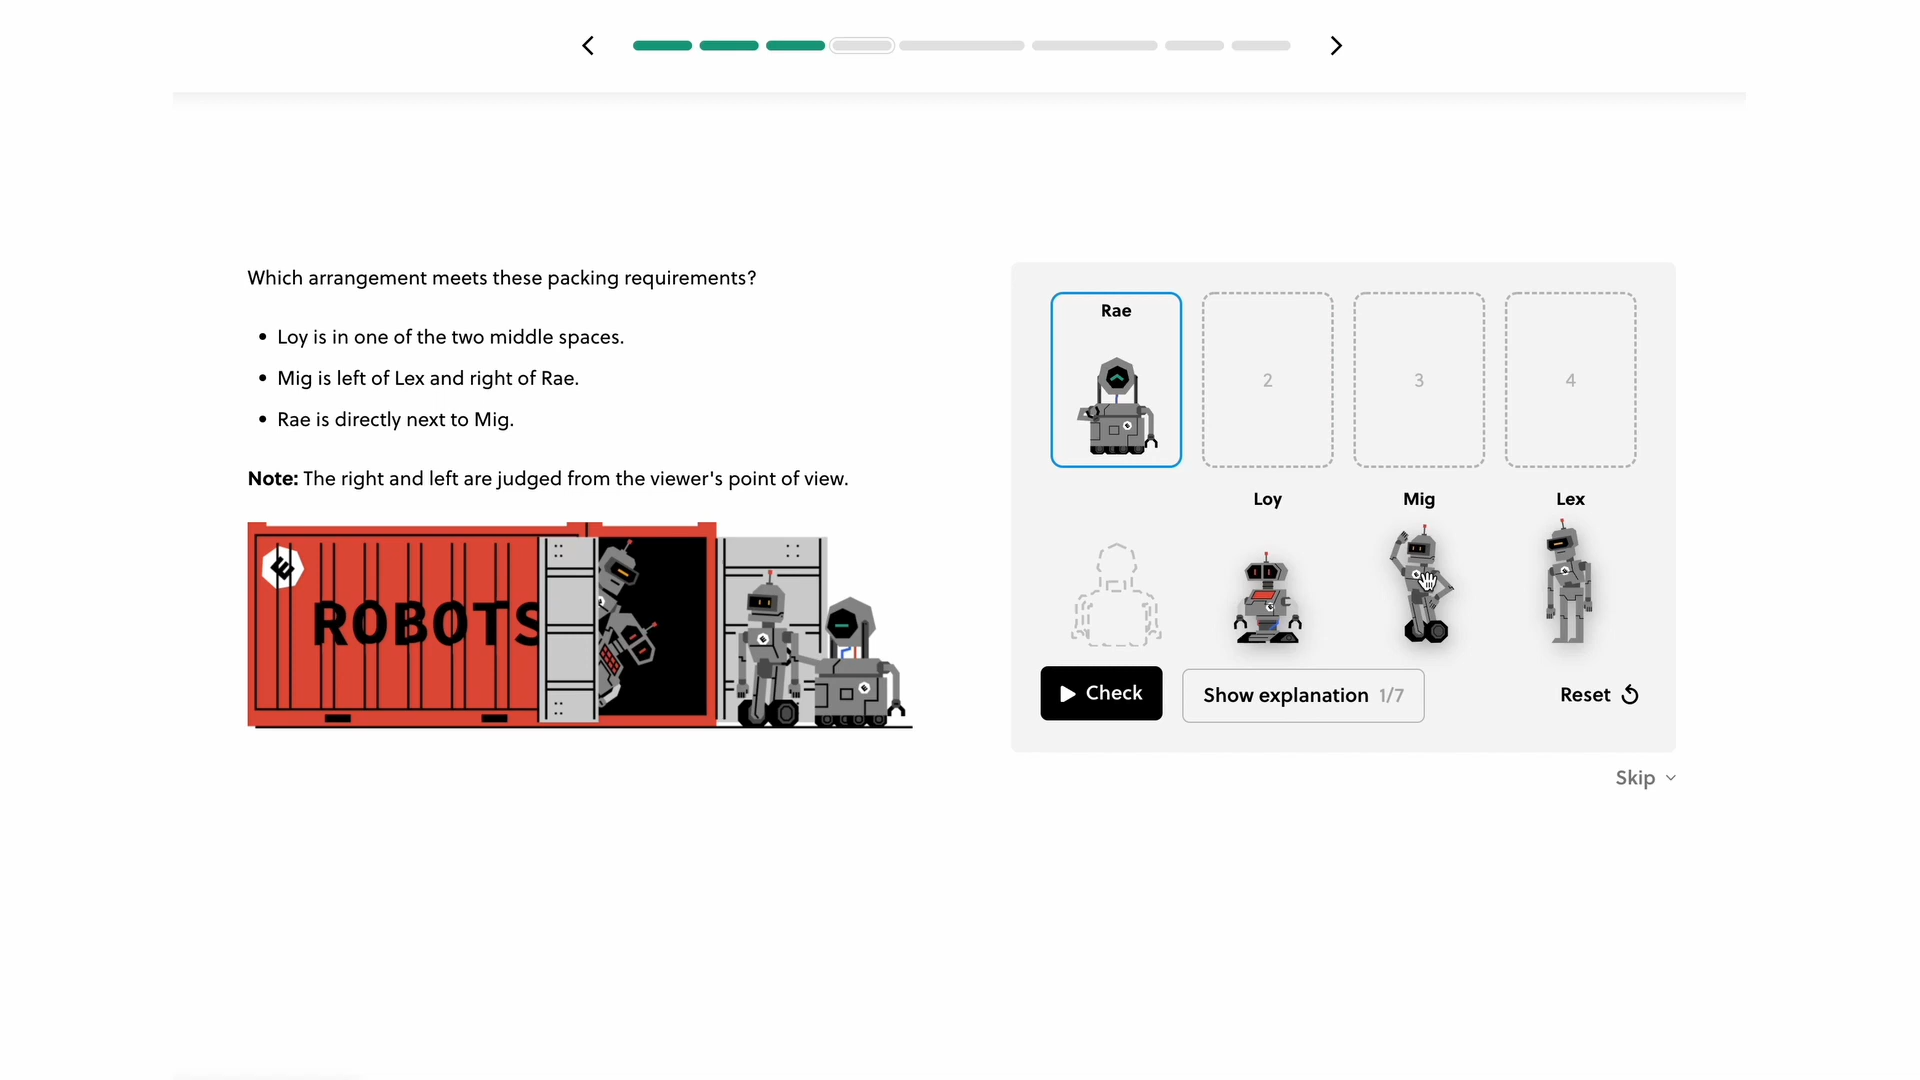 Which arrangement meets these packing requirements?
• Loy is in one of the two middle spaces.
• Mig is left of Lex and right of Rae.
• Rae is directly next to Mig.
Note: The right and left are judged from the viewer's point of view.
E
ROBOTS
Rae
2
3
4
Loy
Mig
Lex
Check
Show explanation 1/7
Reset
Skip